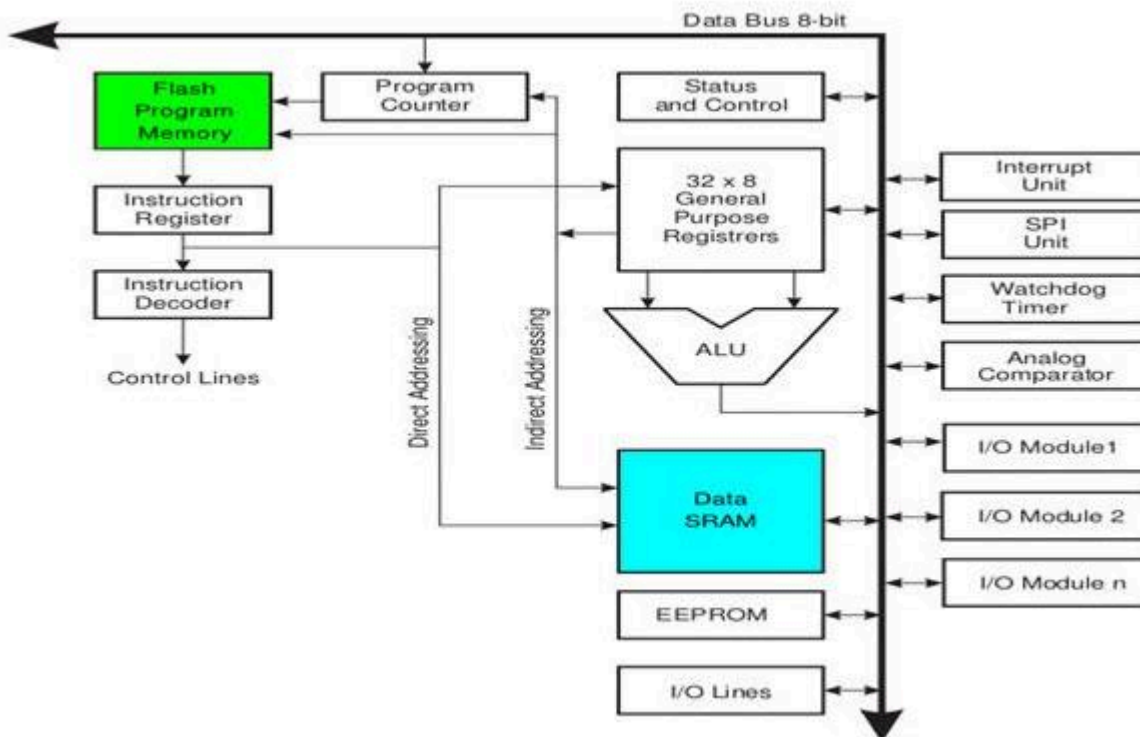 Data Bus 8-bit
Flash
Program
Memory
Program
Counter
Status
and Control
Instruction
Register
32 x 8
General
Purpose
Registrers
Interrupt
Unit
SPI
Unit
Instruction
Decoder
Watchdog
Timer
ALU
Analog
Comparator
Control Lines
Direct Addressing
Indirect Addressing
I/O Module1
Data
SRAM
I/O Module 2
I/O Module n
EEPROM
I/O Lines